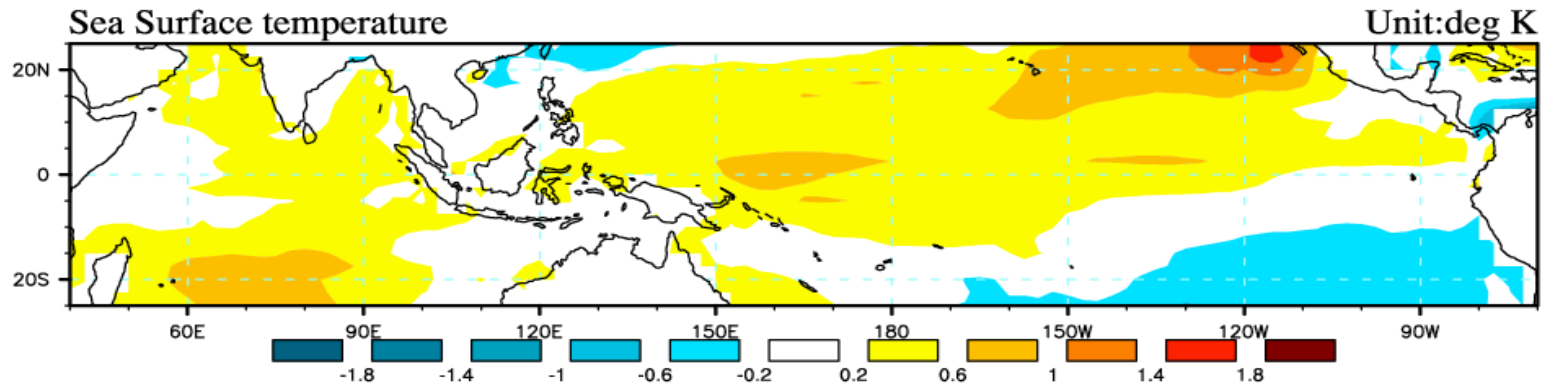 Sea Surface temperature Unit:deg K
20N
0
20S
60E 90E 120E 150E 180 150W 120W 90W
-1.8 -1.4 -1 -0.6 -0.2 0.2 0.6 1 1.4 1.8